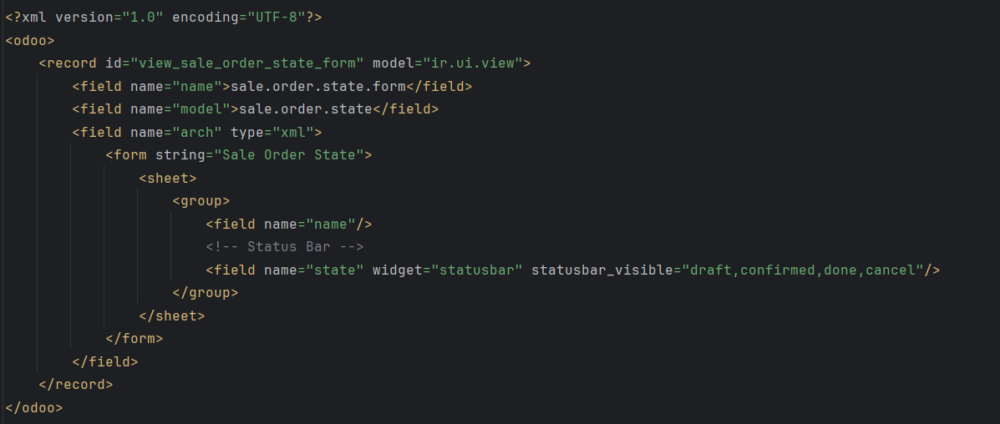 <?xml version="1.0" encoding="UTF-8"?>
<odoo>
    <record id="view_sale_order_state_form" model="ir.ui.view">
        <field name="name">sale.order.state.form</field>
        <field name="model">sale.order.state</field>
        <field name="arch" type="xml">
            <form string="Sale Order State">
                <sheet>
                    <group>
                        <field name="name"/>
                        <!-- Status Bar -->
                        <field name="state" widget="statusbar" statusbar_visible="draft,confirmed,done,cancel"/>
                    </group>
                </sheet>
            </form>
        </field>
    </record>
</odoo>